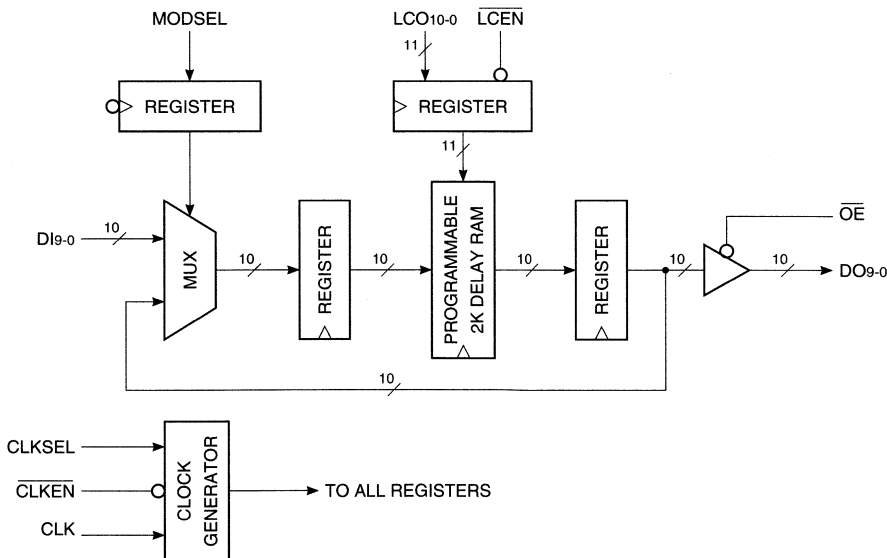 MODSEL
LCO10-0
LCEN
11
REGISTER
REGISTER
11
OE
DI9-0
10
MUX
10
REGISTER
10
PROGRAMMABLE
2K DELAY RAM
10
REGISTER
10
10
DO9-0
10
CLKSEL
CLKEN
CLK
CLOCK
GENERATOR
TO ALL REGISTERS